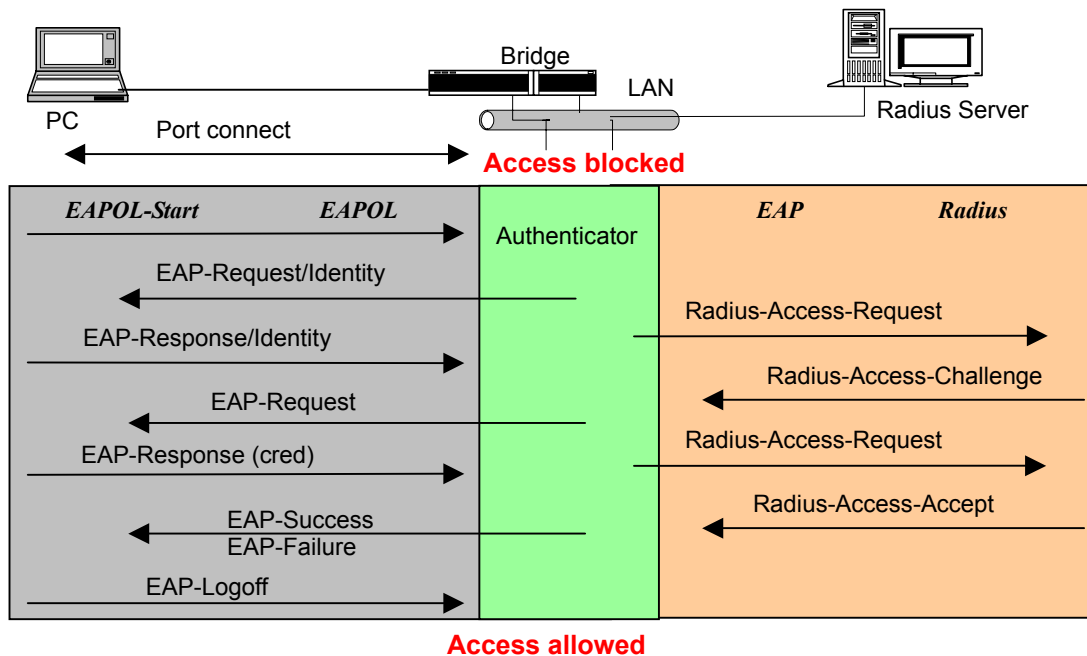 Bridge
LAN
PC
Radius Server
Port connect
Access blocked
EAPOL-Start EAPOL
EAP Radius
Authenticator
EAP-Request/Identity
Radius-Access-Request
EAP-Response/Identity
Radius-Access-Challenge
EAP-Request
Radius-Access-Request
EAP-Response (cred)
Radius-Access-Accept
EAP-Success
EAP-Failure
EAP-Logoff
Access allowed